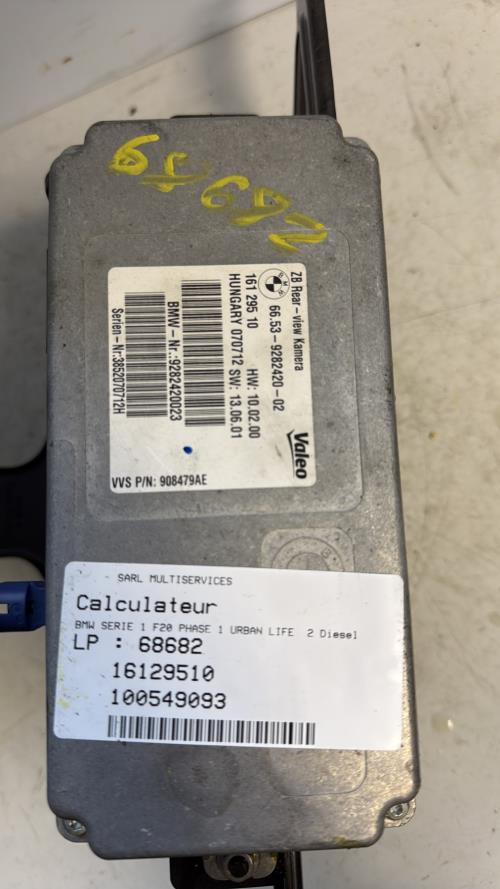 68682
ZB Rear-view Kamera
BMW
66.53-9282420-02
161 295 10 HW: 10.02.00
HUNGARY 070712 SW: 13.06.01
BMW-Nr.:9282420023
Serien-Nr:3852070712H
Valeo
VVS P/N: 908479AE
SARL MULTISERVICES
Calculateur
BMW SERIE 1 F20 PHASE 1 URBAN LIFE 2 Diesel
LP : 68682
16129510
100549093